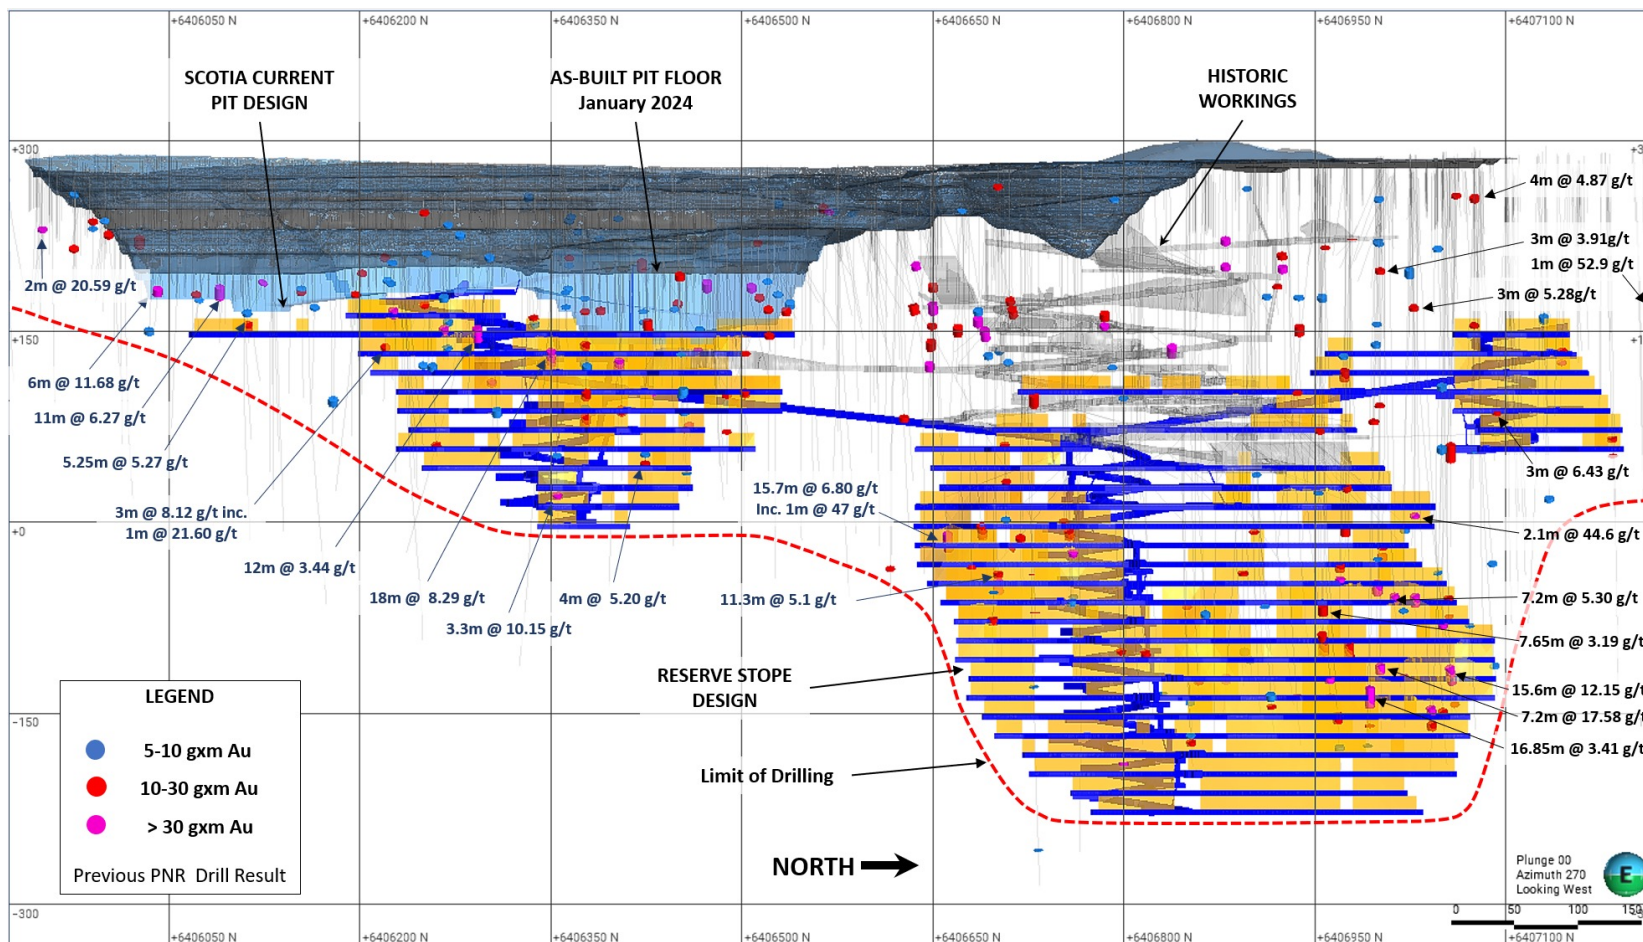 +6406050 N
+6406200 N
+6406350 N
+6406500 N
+6406650 N
+6406800 N
+6406950 N
+6407100 N
SCOTIA CURRENT
PIT DESIGN
AS-BUILT PIT FLOOR
January 2024
HISTORIC
WORKINGS
+300
4m @ 4.87 g/t
3m @ 3.91g/t
1m @ 52.9 g/t
2m @ 20.59 g/t
3m @ 5.28g/t
+150
6m @ 11.68 g/t
11m @ 6.27 g/t
5.25m @ 5.27 g/t
3m @ 6.43 g/t
15.7m @ 6.80 g/t
Inc. 1m @ 47 g/t
3m @ 8.12 g/t inc.
1m @ 21.60 g/t
+0
2.1m @ 44.6 g/t
12m @ 3.44 g/t
18m @ 8.29 g/t
4m @ 5.20 g/t
11.3m @ 5.1 g/t
7.2m @ 5.30 g/t
3.3m @ 10.15 g/t
7.65m @ 3.19 g/t
RESERVE STOPE
DESIGN
15.6m @ 12.15 g/t
7.2m @ 17.58 g/t
-150
16.85m @ 3.41 g/t
Limit of Drilling
LEGEND
5-10 gxm Au
10-30 gxm Au
> 30 gxm Au
Previous PNR Drill Result
NORTH
Plunge 00
Azimuth 270
Looking West
E
-300
0
50
100
150
+6406050 N
+6406200 N
+6406350 N
+6406500 N
+6406650 N
+6406800 N
+6406950 N
+6407100 N